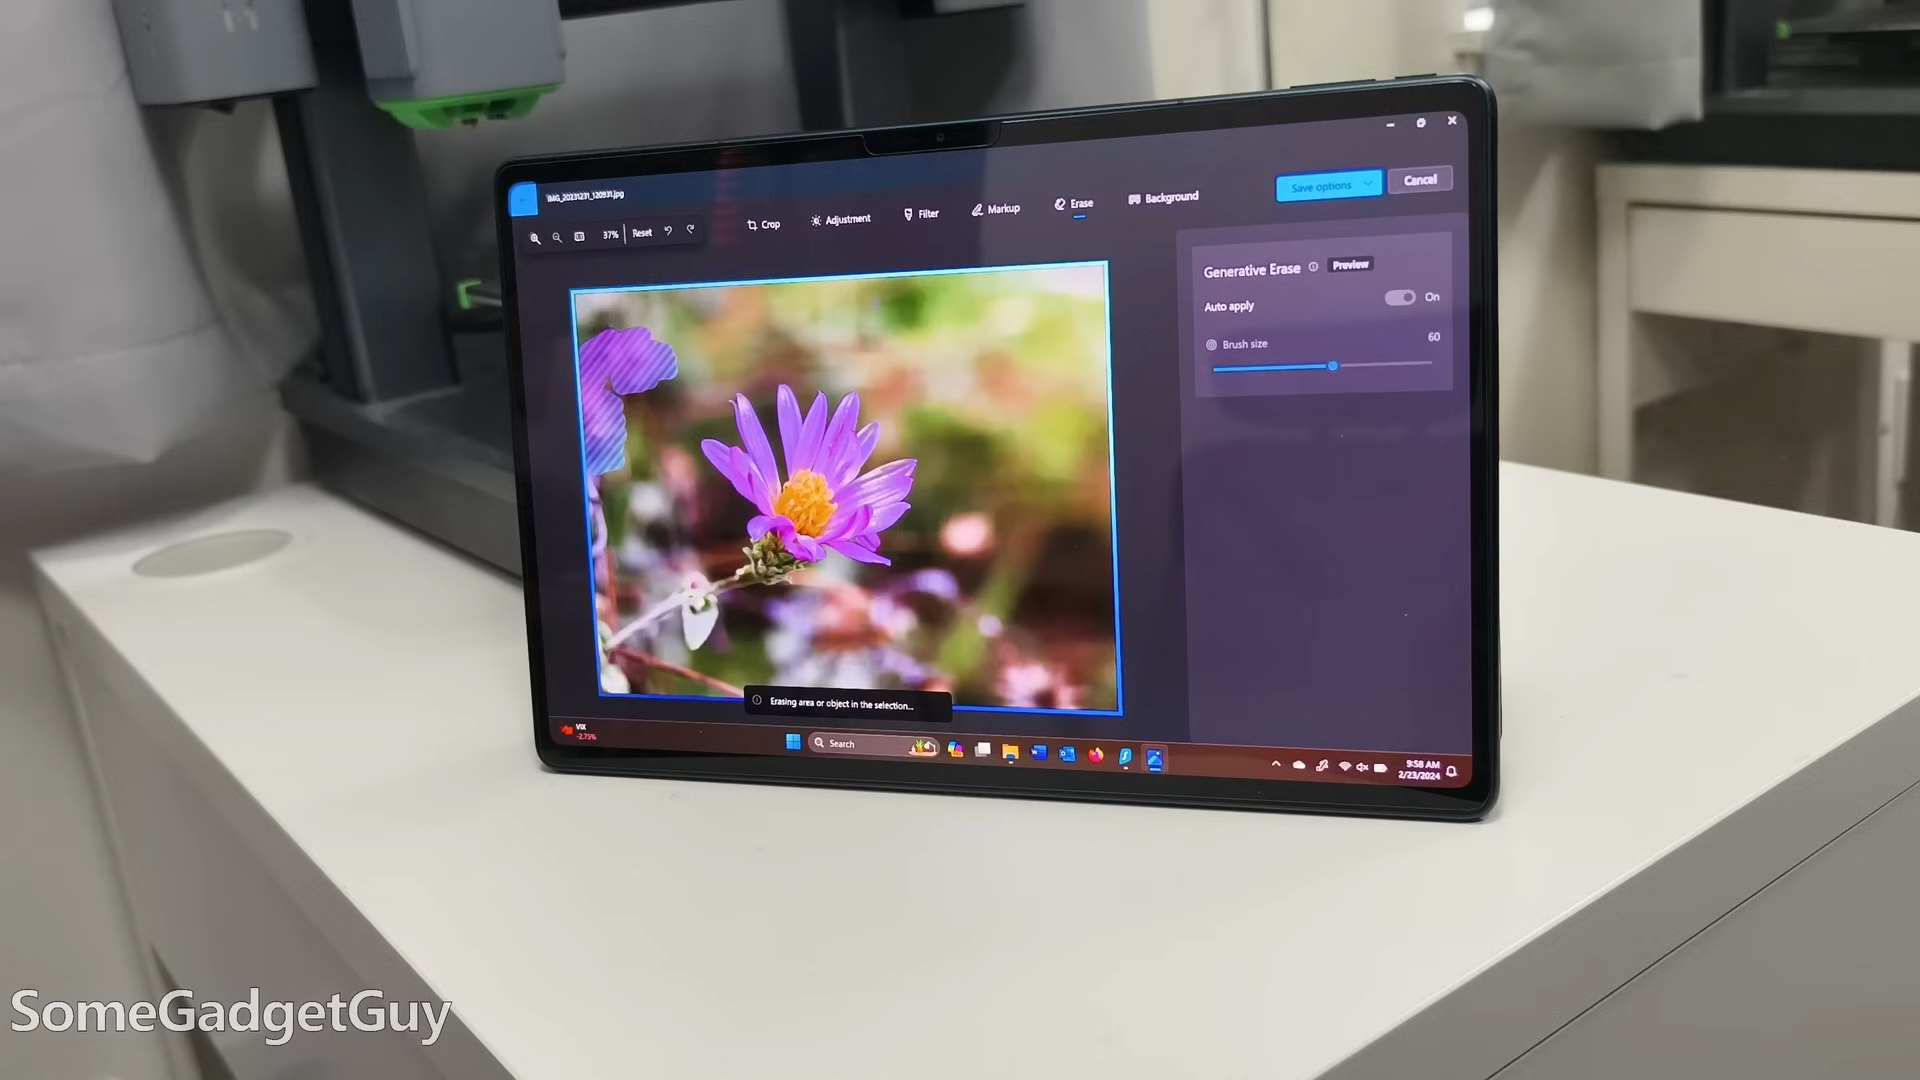 IMG_20231231_120931.jpg
Save options
Cancel
37%
Reset
Crop
Adjustment
Filter
Markup
Erase
Background
Generative Erase
Preview
Auto apply
On
Brush size
60
Erasing area or object in the selection...
VIX
-2.75%
Search
9:58 AM
2/23/2024
SomeGadgetGuy